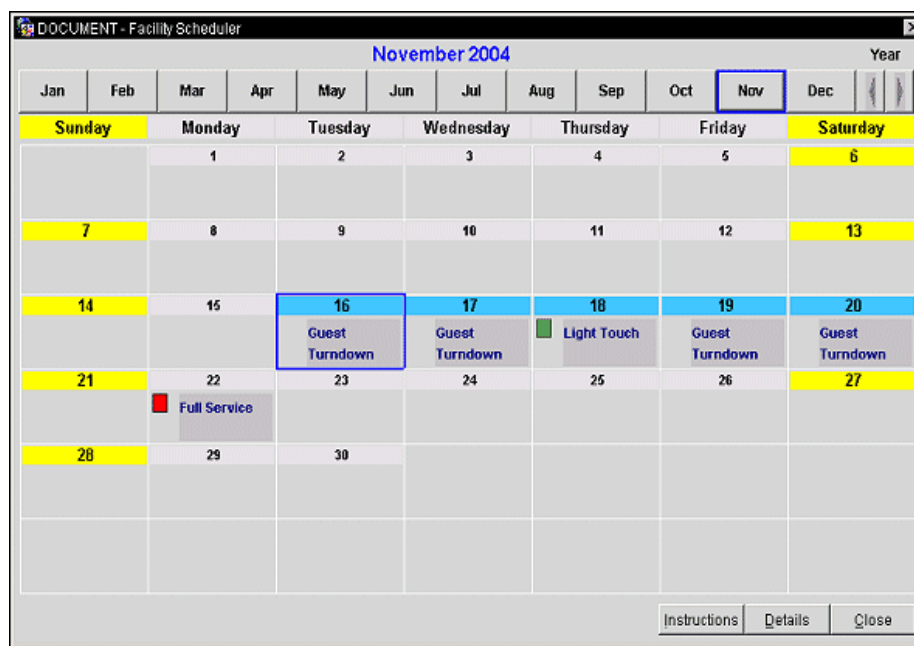 DOCUMENT - Facility Scheduler
November 2004 Year
Jan Feb Mar Apr May Jun Jul Aug Sep Oct Nov Dec
Sunday Monday Tuesday Wednesday Thursday Friday Saturday
1 2 3 4 5 6
7 8 9 10 11 12 13
14 15 16 17 18 19 20
Guest Guest Light Touch Guest Guest
Turndown Turndown Turndown Turndown
21 22 23 24 25 26 27
Full Service
28 29 30
Instructions Details Close